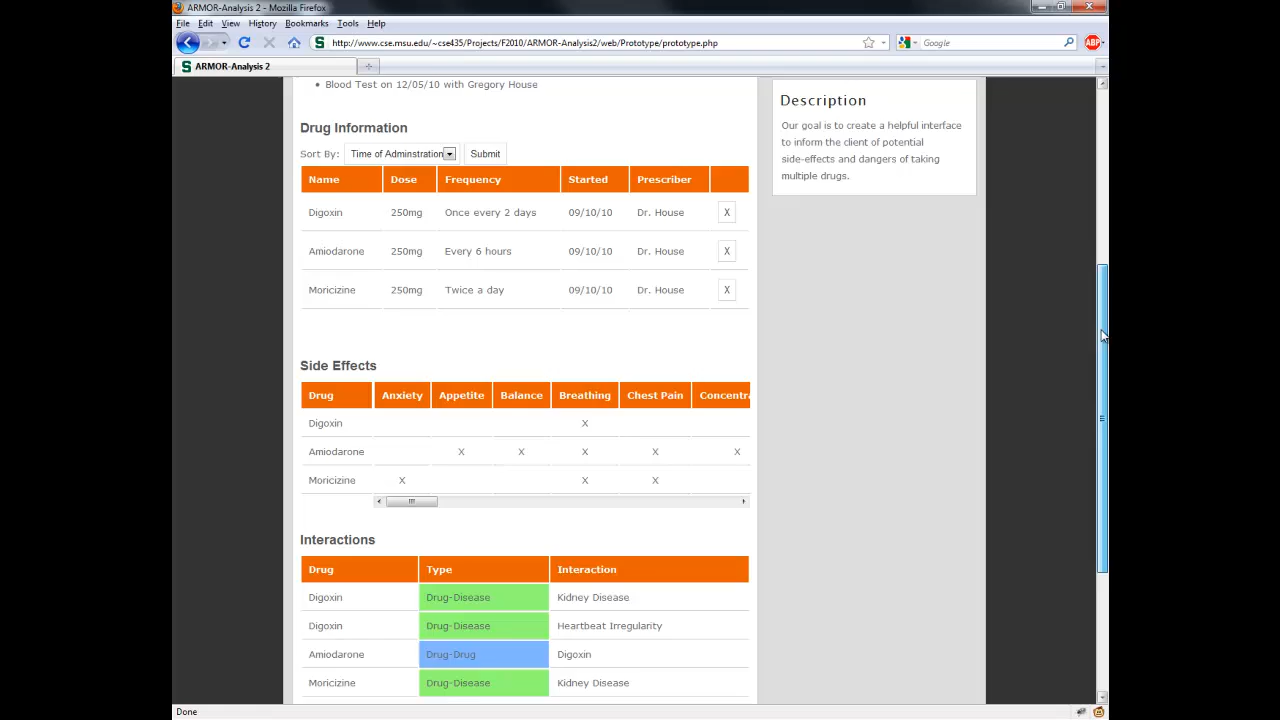 ARMOR-Analysis 2 - Mozilla Firefox
File Edit View History Bookmarks Tools Help
S http://www.cse.msu.edu/~cse435/Projects/F2010/ARMOR-Analysis2/web/Prototype/prototype.php Google ABP
S ARMOR-Analysis 2
• Blood Test on 12/05/10 with Gregory House
Drug Information
Sort By: Time of Adminstration Submit
Name Dose Frequency Started Prescriber
Digoxin 250mg Once every 2 days 09/10/10 Dr. House X
Amiodarone 250mg Every 6 hours 09/10/10 Dr. House X
Moricizine 250mg Twice a day 09/10/10 Dr. House X
Side Effects
Drug Anxiety Appetite Balance Breathing Chest Pain Concentra
Digoxin X
Amiodarone X X X X X
Moricizine X X X
Interactions
Drug Type Interaction
Digoxin Drug-Disease Kidney Disease
Digoxin Drug-Disease Heartbeat Irregularity
Amiodarone Drug-Drug Digoxin
Moricizine Drug-Disease Kidney Disease
Description
Our goal is to create a helpful interface
to inform the client of potential
side-effects and dangers of taking
multiple drugs.
Done